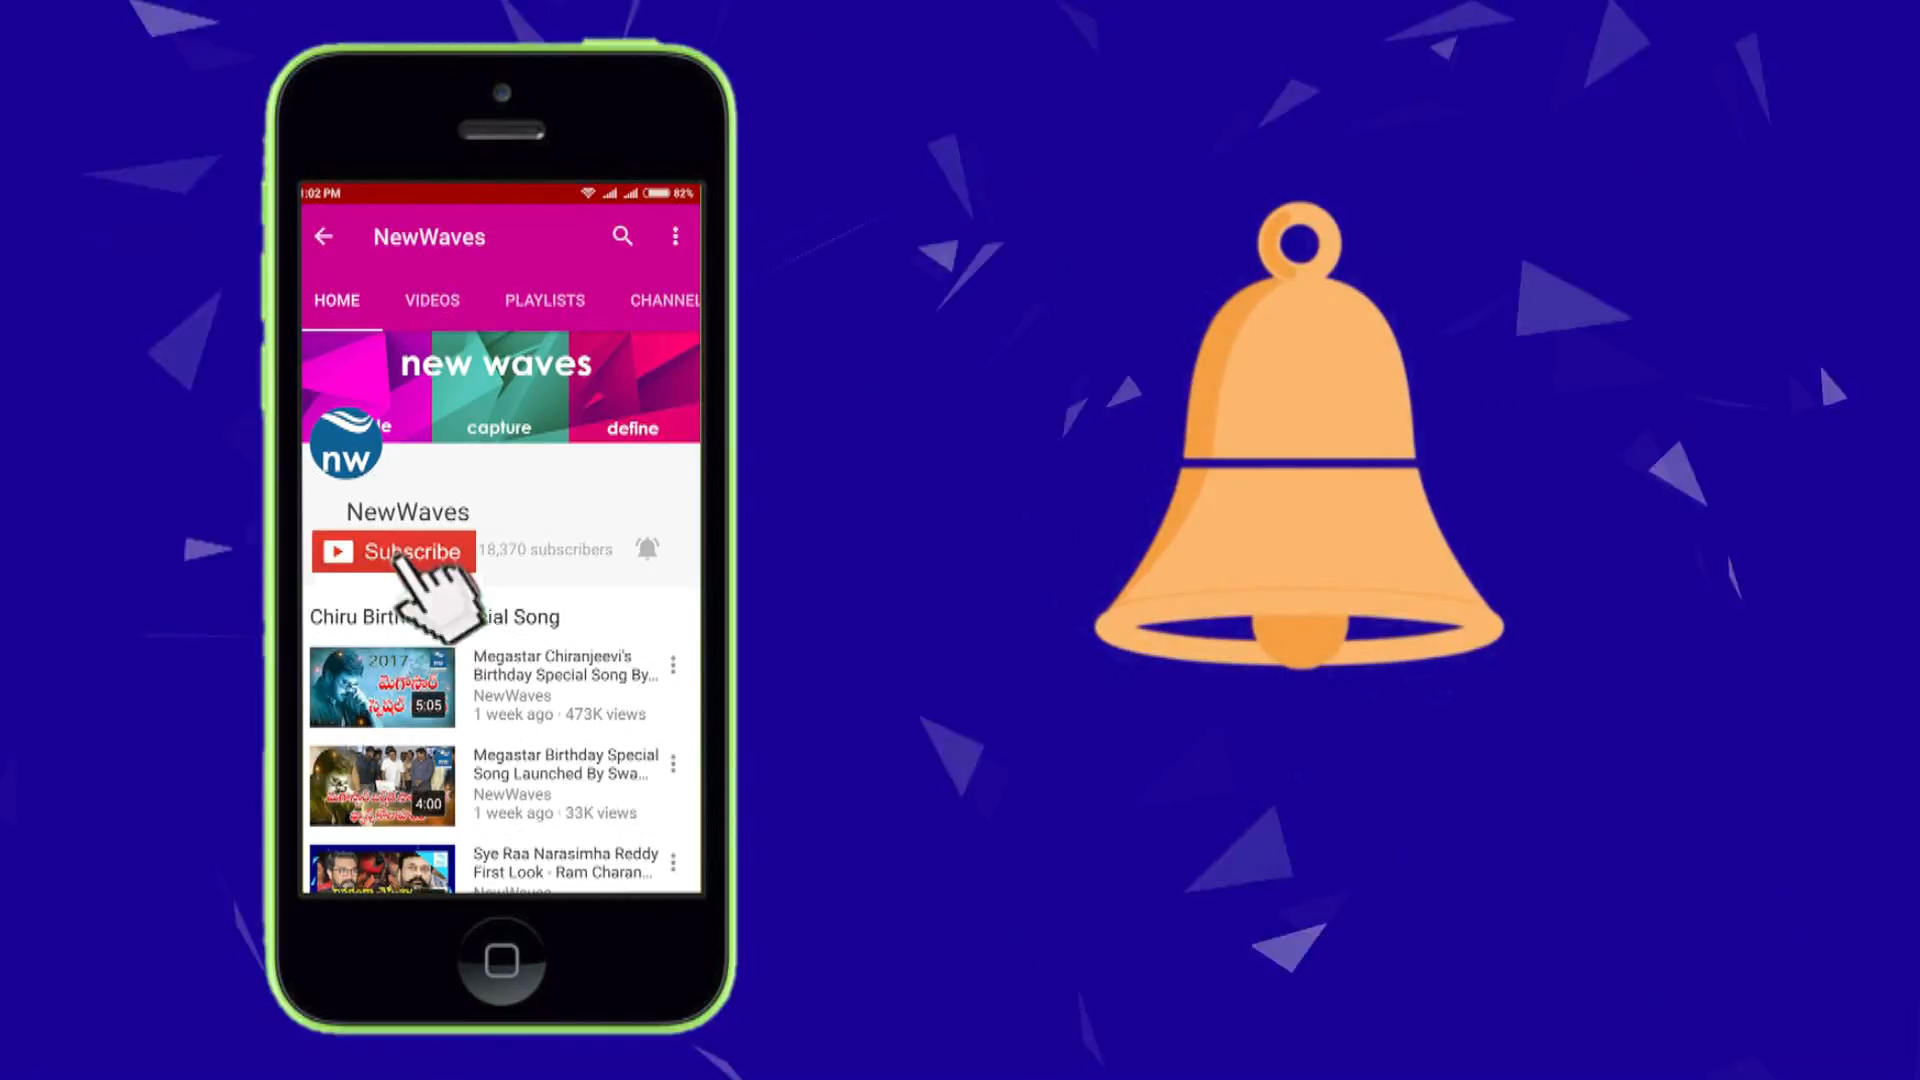 1:02 PM 82%
NewWaves
HOME VIDEOS PLAYLISTS CHANNEL
new waves
capture define
nw
NewWaves
Subscribe 18,370 subscribers
Chiru Birt ial Song
2017
మెగాస్టార్
స్పెషల్
5:05
Megastar Chiranjeevi's
Birthday Special Song By...
NewWaves
1 week ago · 473K views
4:00
Megastar Birthday Special
Song Launched By Swa...
NewWaves
1 week ago · 33K views
Sye Raa Narasimha Reddy
First Look - Ram Charan...
NewWaves